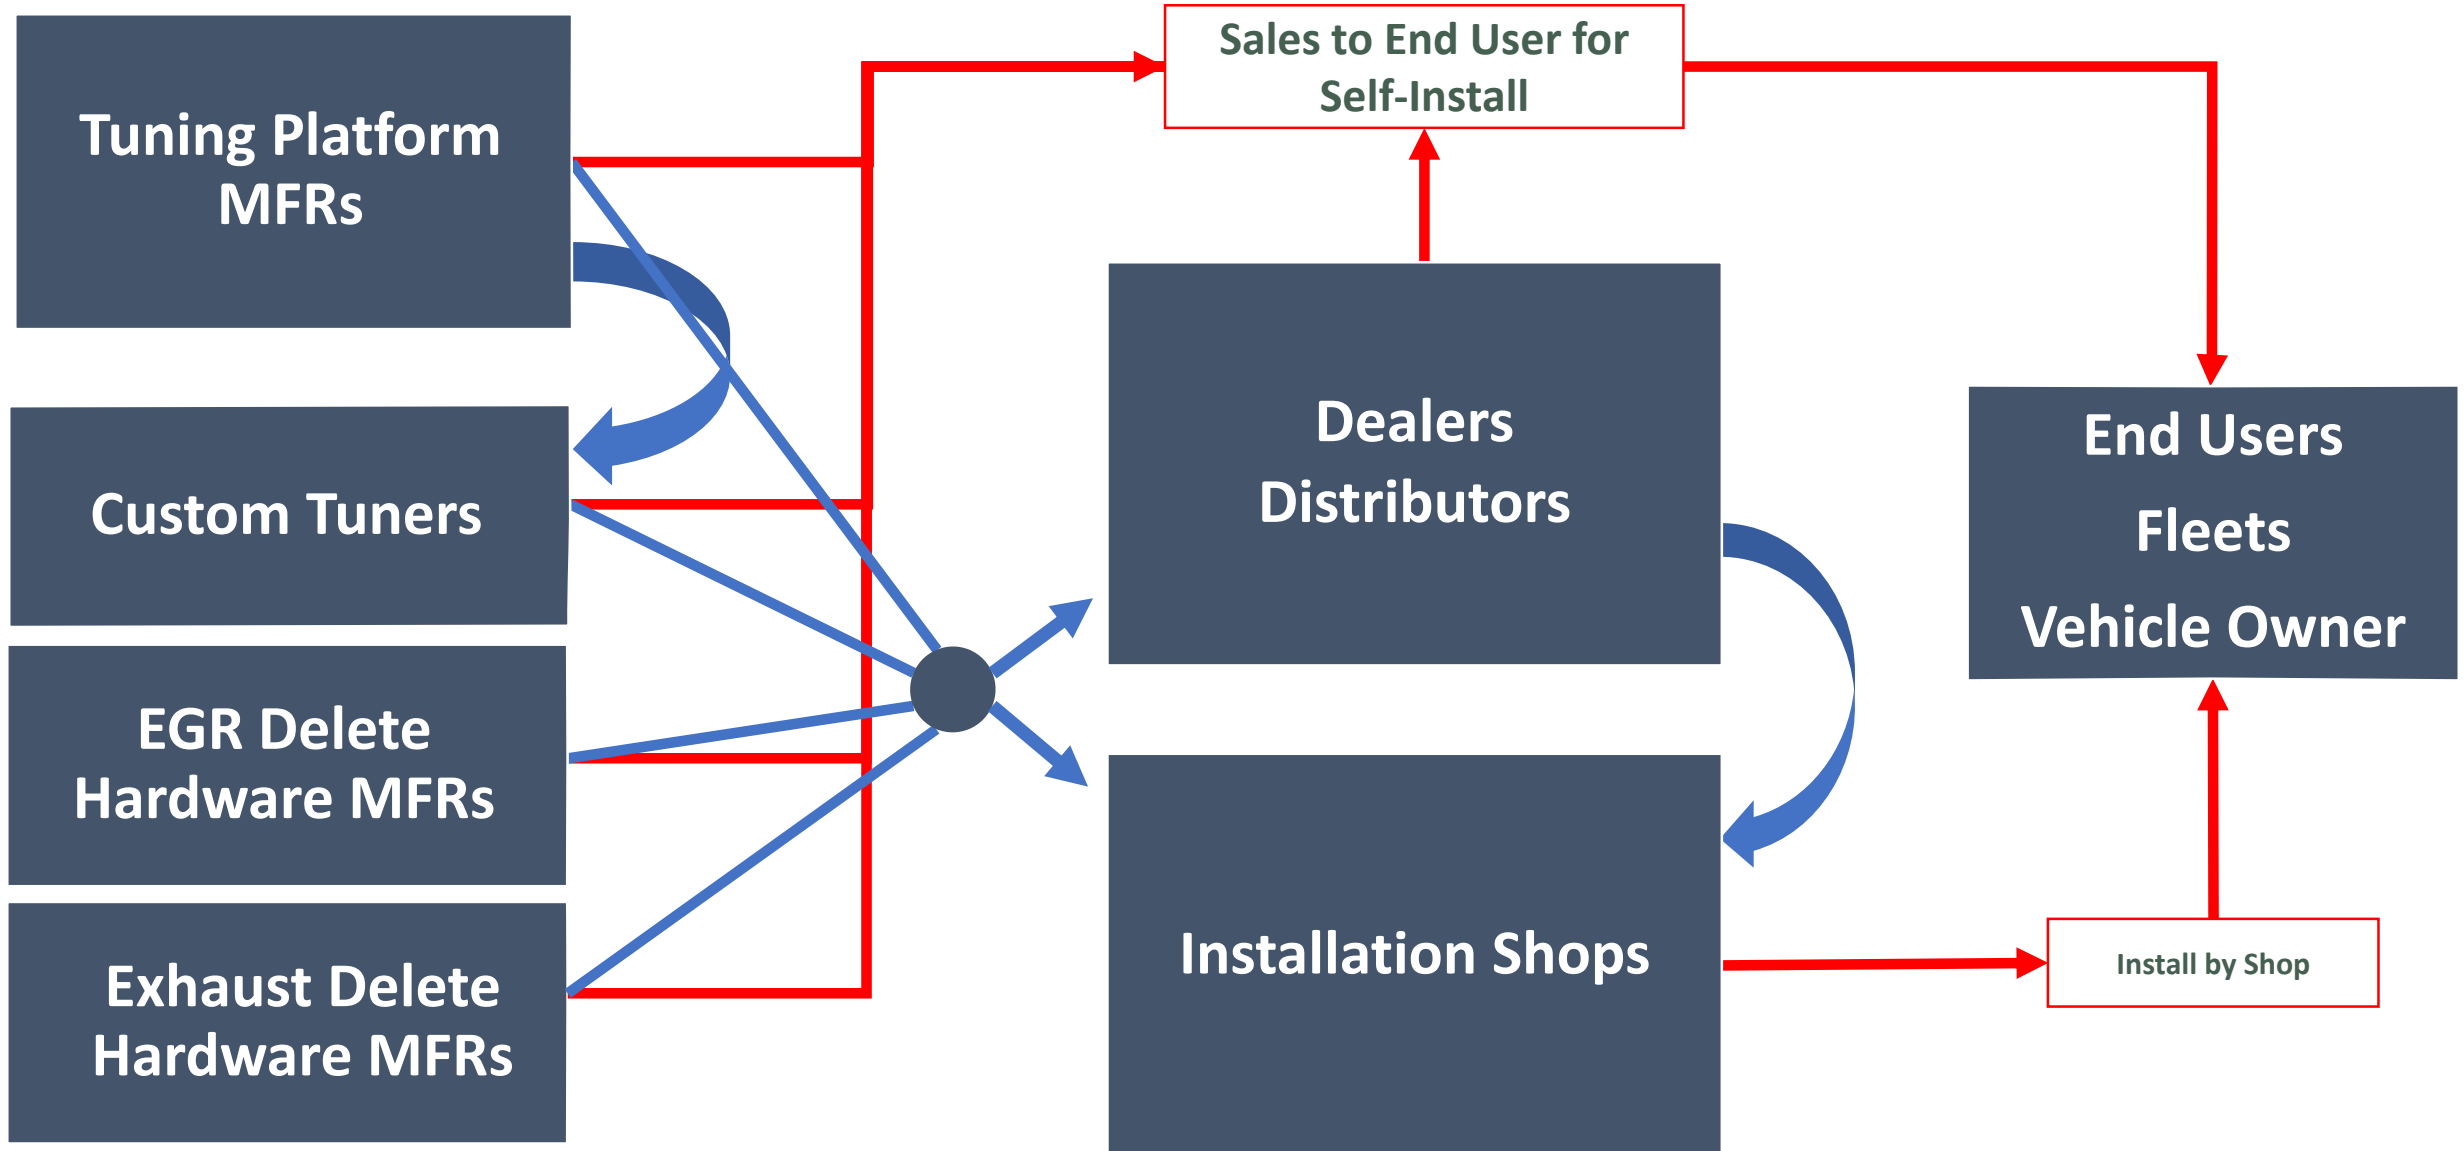 Tuning Platform
MFRs
Custom Tuners
EGR Delete
Hardware MFRs
Exhaust Delete
Hardware MFRs
Sales to End User for
Self-Install
Dealers
Distributors
Installation Shops
End Users
Fleets
Vehicle Owner
Install by Shop